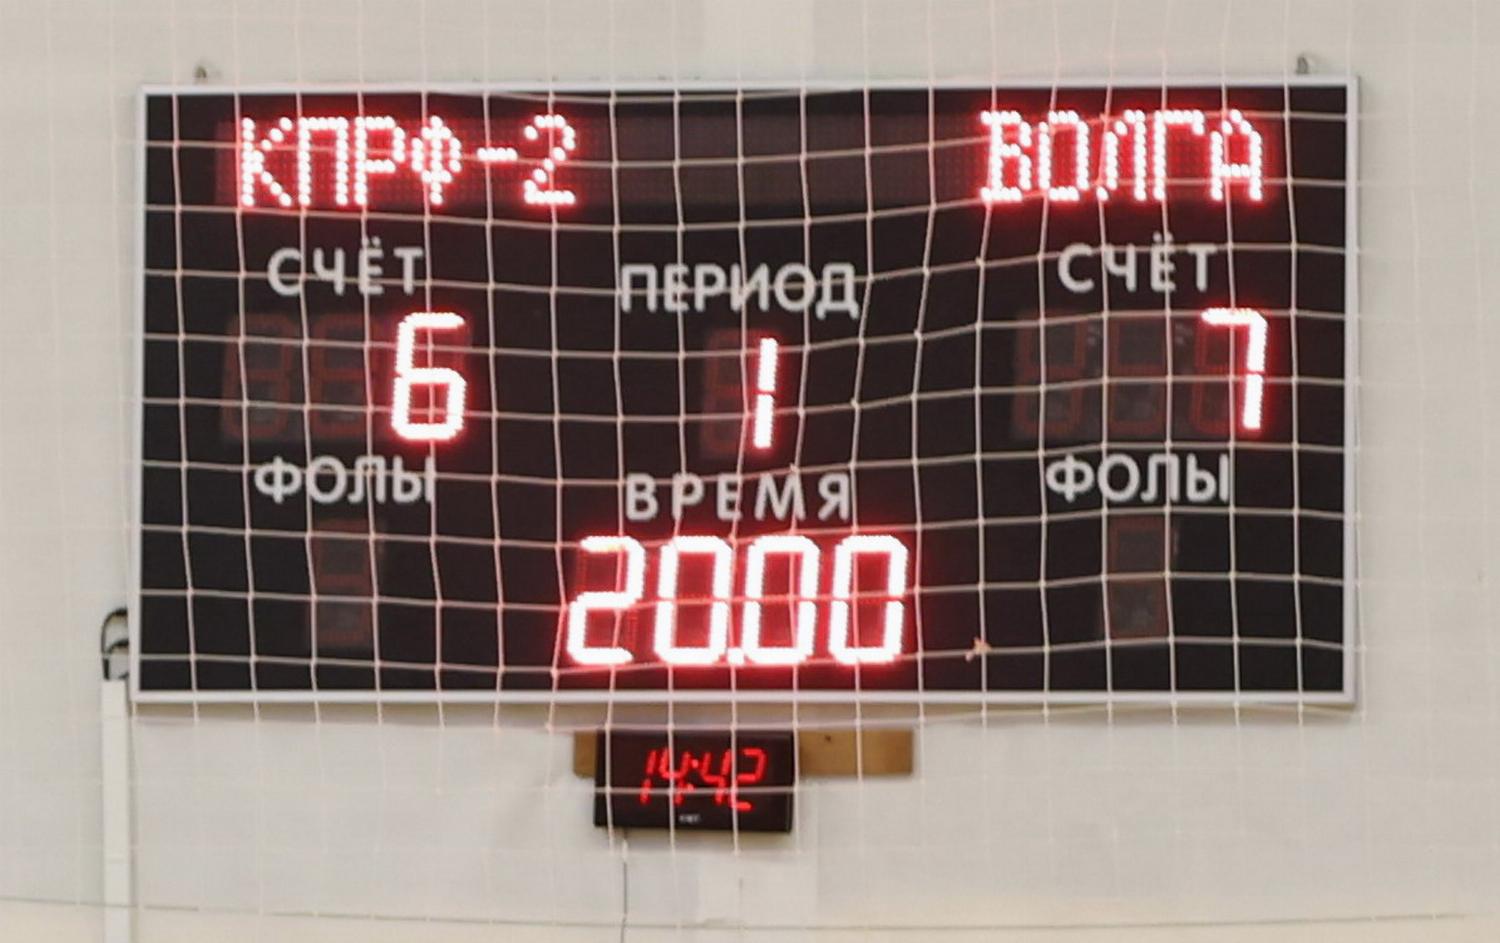 КПРФ-2 ВОЛГА
СЧЁТ ПЕРИОД СЧЁТ
6 1 7
ФОЛЫ ВРЕМЯ ФОЛЫ
20.00
14:42